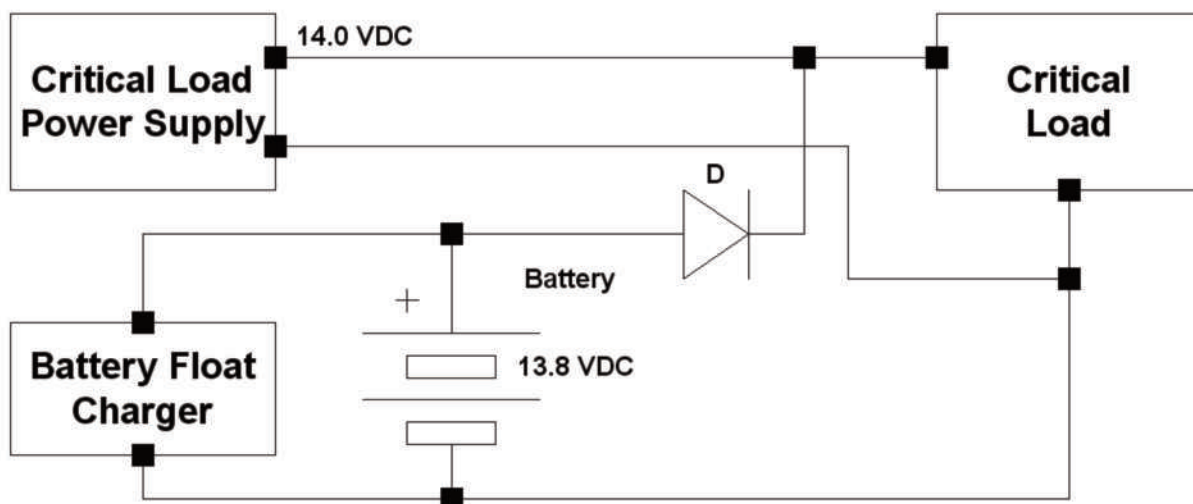 14.0 VDC
Critical Load
Power Supply
Critical
Load
D
Battery
+
Battery Float
Charger
13.8 VDC